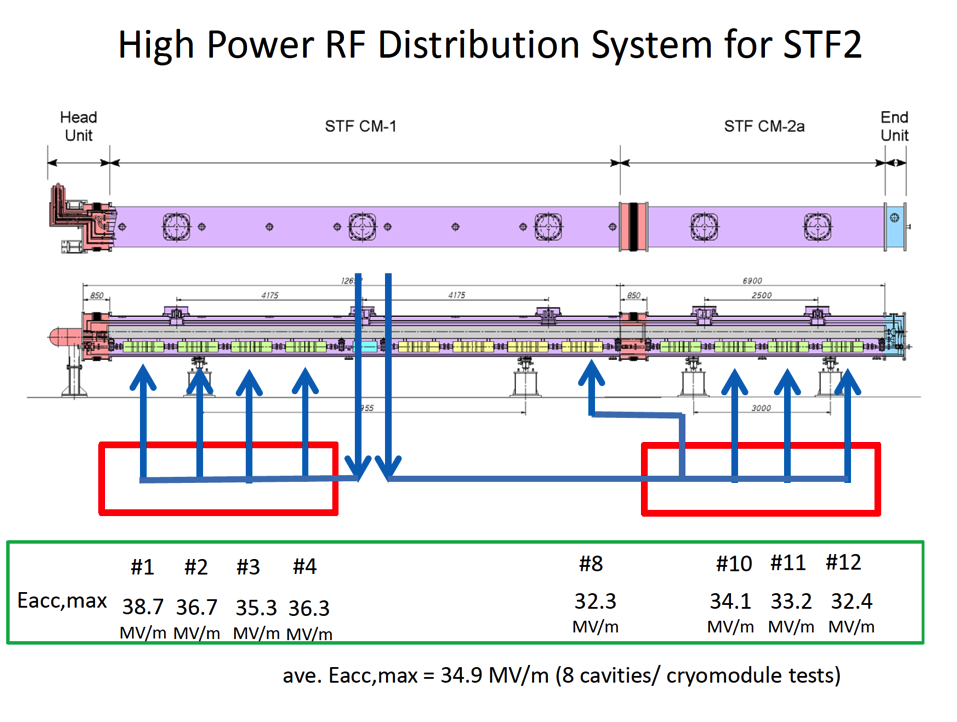 High Power RF Distribution System for STF2
Head
Unit
STF CM-1
STF CM-2a
End
Unit
6900
850
4175
4175
850
2500
955
3000
#1 #2 #3 #4 #8 #10 #11 #12
Eacc,max 38.7 36.7 35.3 36.3 32.3 34.1 33.2 32.4
MV/m MV/m MV/m MV/m MV/m MV/m MV/m MV/m
ave. Eacc,max = 34.9 MV/m (8 cavities/ cryomodule tests)